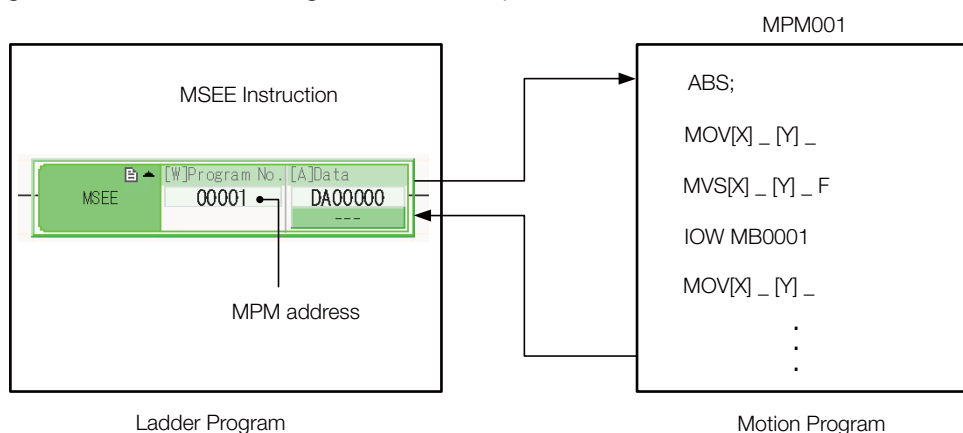 MPM001
MSEE Instruction
[W]Program No. [A]Data
MSEE 00001 DA00000
---
MPM address
Ladder Program
ABS;
MOV[X] _ [Y] _
MVS[X] _ [Y] _ F
IOW MB0001
MOV[X] _ [Y] _
.
.
.
Motion Program